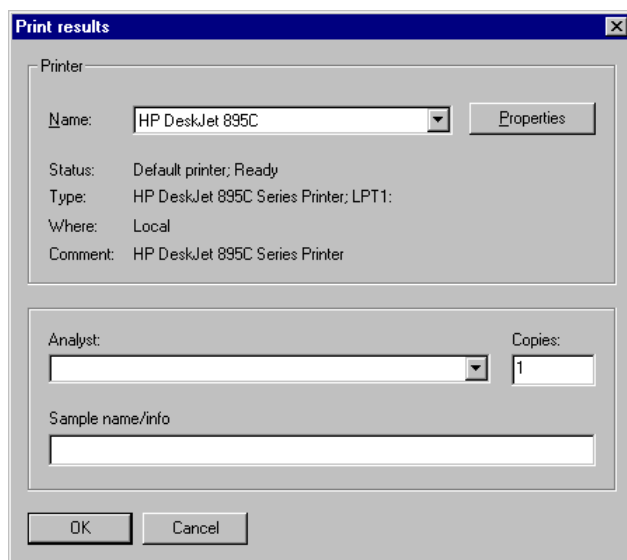 Print results
Printer
Name: HP DeskJet 895C Properties
Status: Default printer; Ready
Type: HP DeskJet 895C Series Printer; LPT1:
Where: Local
Comment: HP DeskJet 895C Series Printer
Analyst: Copies:
1
Sample name/info
OK Cancel